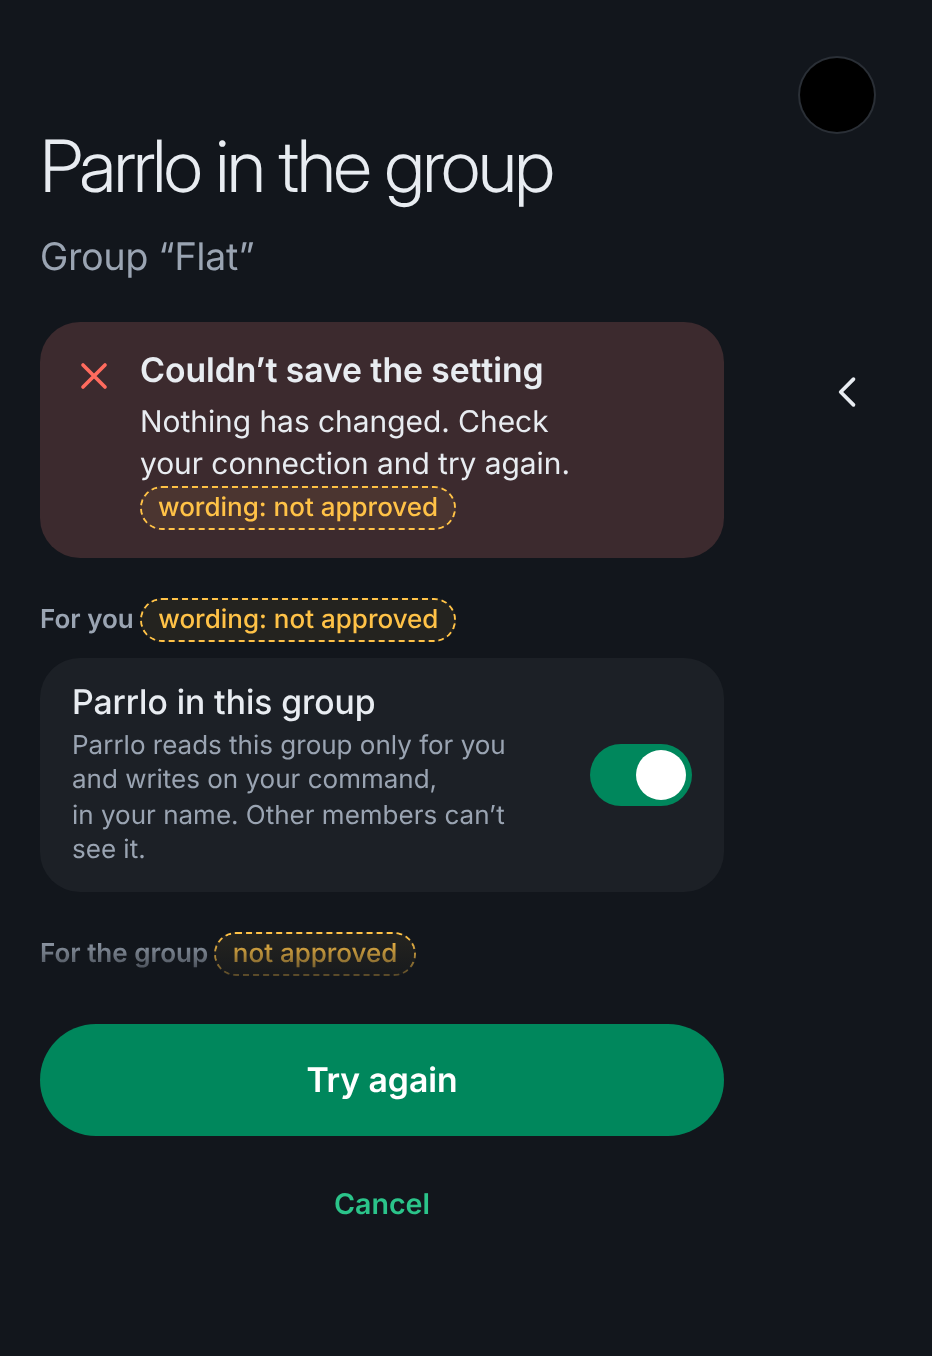 Parrlo in the group
Group “Flat”
Couldn’t save the setting
Nothing has changed. Check
your connection and try again.
wording: not approved
For you wording: not approved
Parrlo in this group
Parrlo reads this group only for you
and writes on your command,
in your name. Other members can’t
see it.
For the group not approved
Try again
Cancel